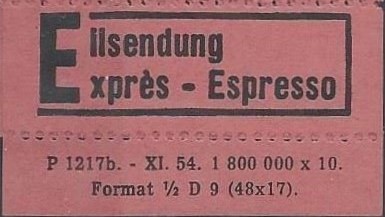 Eilsendung
Exprès - Espresso
P 1217b. - XI. 54. 1 800 000 x 10.
Format ½ D 9 (48x17).